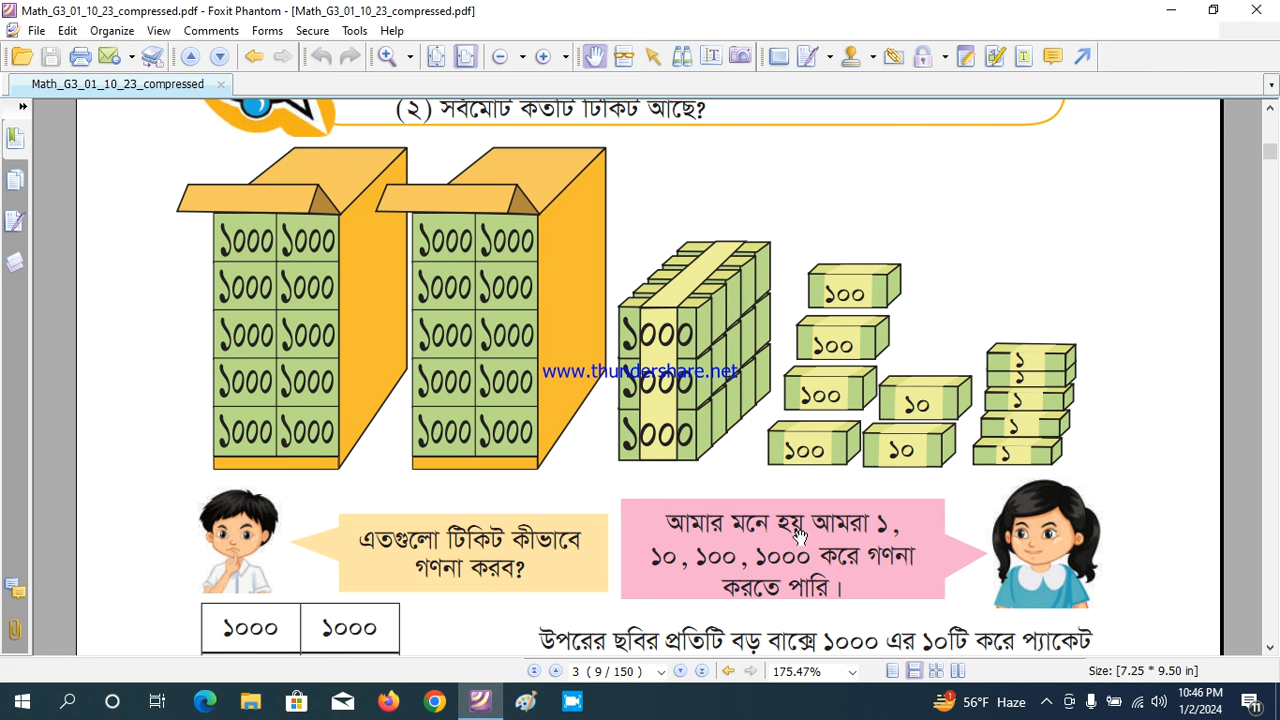 Math_G3_01_10_23_compressed.pdf - Foxit Phantom - [Math_G3_01_10_23_compressed.pdf]
File Edit Organize View Comments Forms Secure Tools Help
Math_G3_01_10_23_compressed
(২) সর্বমোট কতটি টিকিট আছে?
১০০০ ১০০০ ১০০০ ১০০০
১০০০ ১০০০ ১০০০ ১০০০
১০০০ ১০০০ ১০০০ ১০০০
১০০০ ১০০০ ১০০০ ১০০০
১০০০ ১০০০ ১০০০ ১০০০
১০০০
১০০০
১০০০
১০০
১০০
১০০
১০০
১০
১০
১
১
১
১
১
www.thundershare.net
এতগুলো টিকিট কীভাবে
গণনা করব?
আমার মনে হয় আমরা ১,
১০, ১০০, ১০০০ করে গণনা
করতে পারি।
১০০০ ১০০০
উপরের ছবির প্রতিটি বড় বাক্সে ১০০০ এর ১০টি করে প্যাকেট
3 ( 9 / 150 ) 175.47% Size: [7.25 * 9.50 in]
56°F Haze 10:46 PM
1/2/2024
11